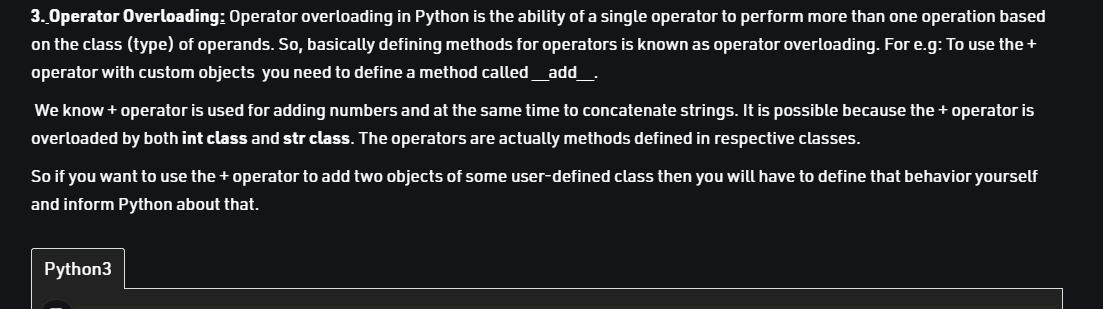 3. Operator Overloading: Operator overloading in Python is the ability of a single operator to perform more than one operation based
on the class (type) of operands. So, basically defining methods for operators is known as operator overloading. For e.g: To use the +
operator with custom objects  you need to define a method called __add__.
We know + operator is used for adding numbers and at the same time to concatenate strings. It is possible because the + operator is
overloaded by both int class and str class. The operators are actually methods defined in respective classes.
So if you want to use the + operator to add two objects of some user-defined class then you will have to define that behavior yourself
and inform Python about that.
Python3